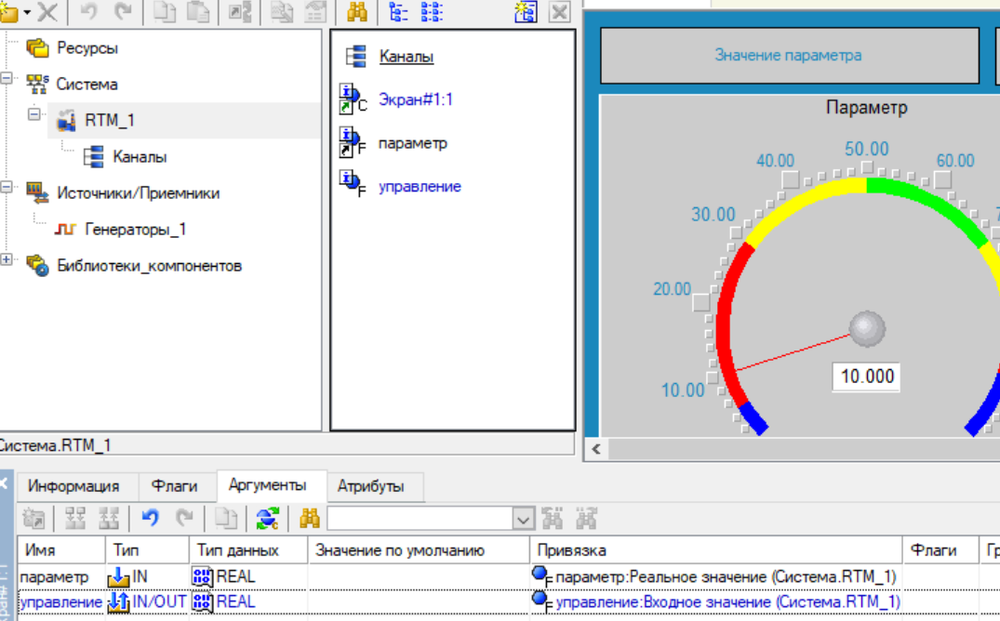 Ресурсы
Система
RTM_1
Каналы
Источники/Приемники
Генераторы_1
Библиотеки_компонентов
Каналы
Экран#1:1
параметр
управление
Значение параметра
Параметр
50.00
40.00
60.00
30.00
20.00
10.00
10.000
Система.RTM_1
Информация Флаги Аргументы Атрибуты
Имя Тип Тип данных Значение по умолчанию Привязка Флаги
параметр IN REAL параметр:Реальное значение (Система.RTM_1)
управление IN/OUT REAL управление:Входное значение (Система.RTM_1)